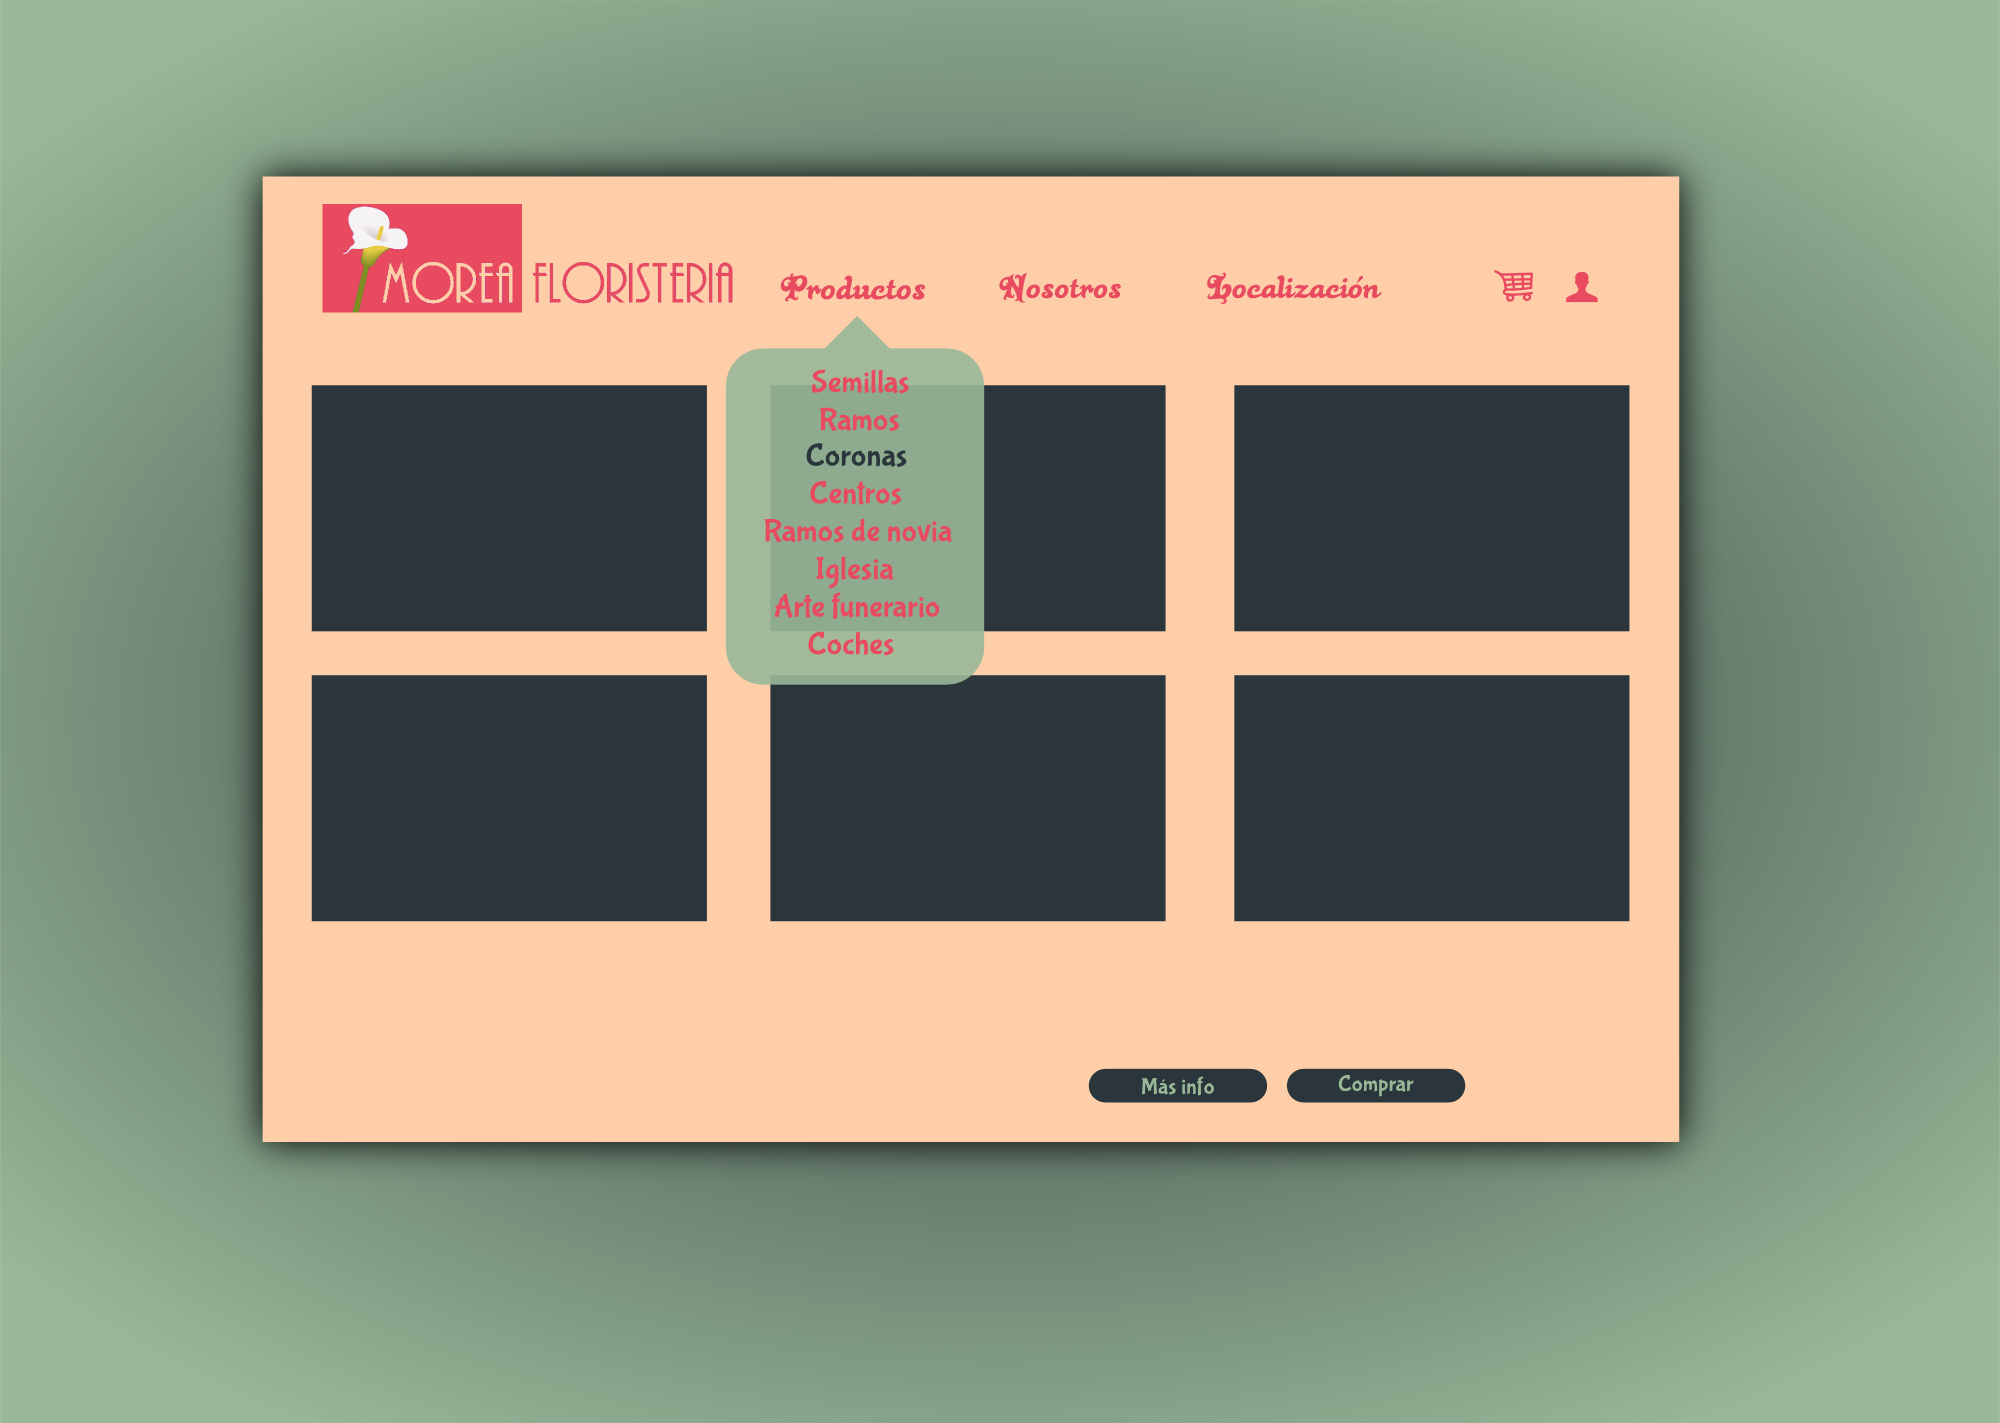 MOREA FLORISTERIA
Productos
Nosotros
Localización
Semillas
Ramos
Coronas
Centros
Ramos de novia
Iglesia
Arte funerario
Coches
Más info
Comprar